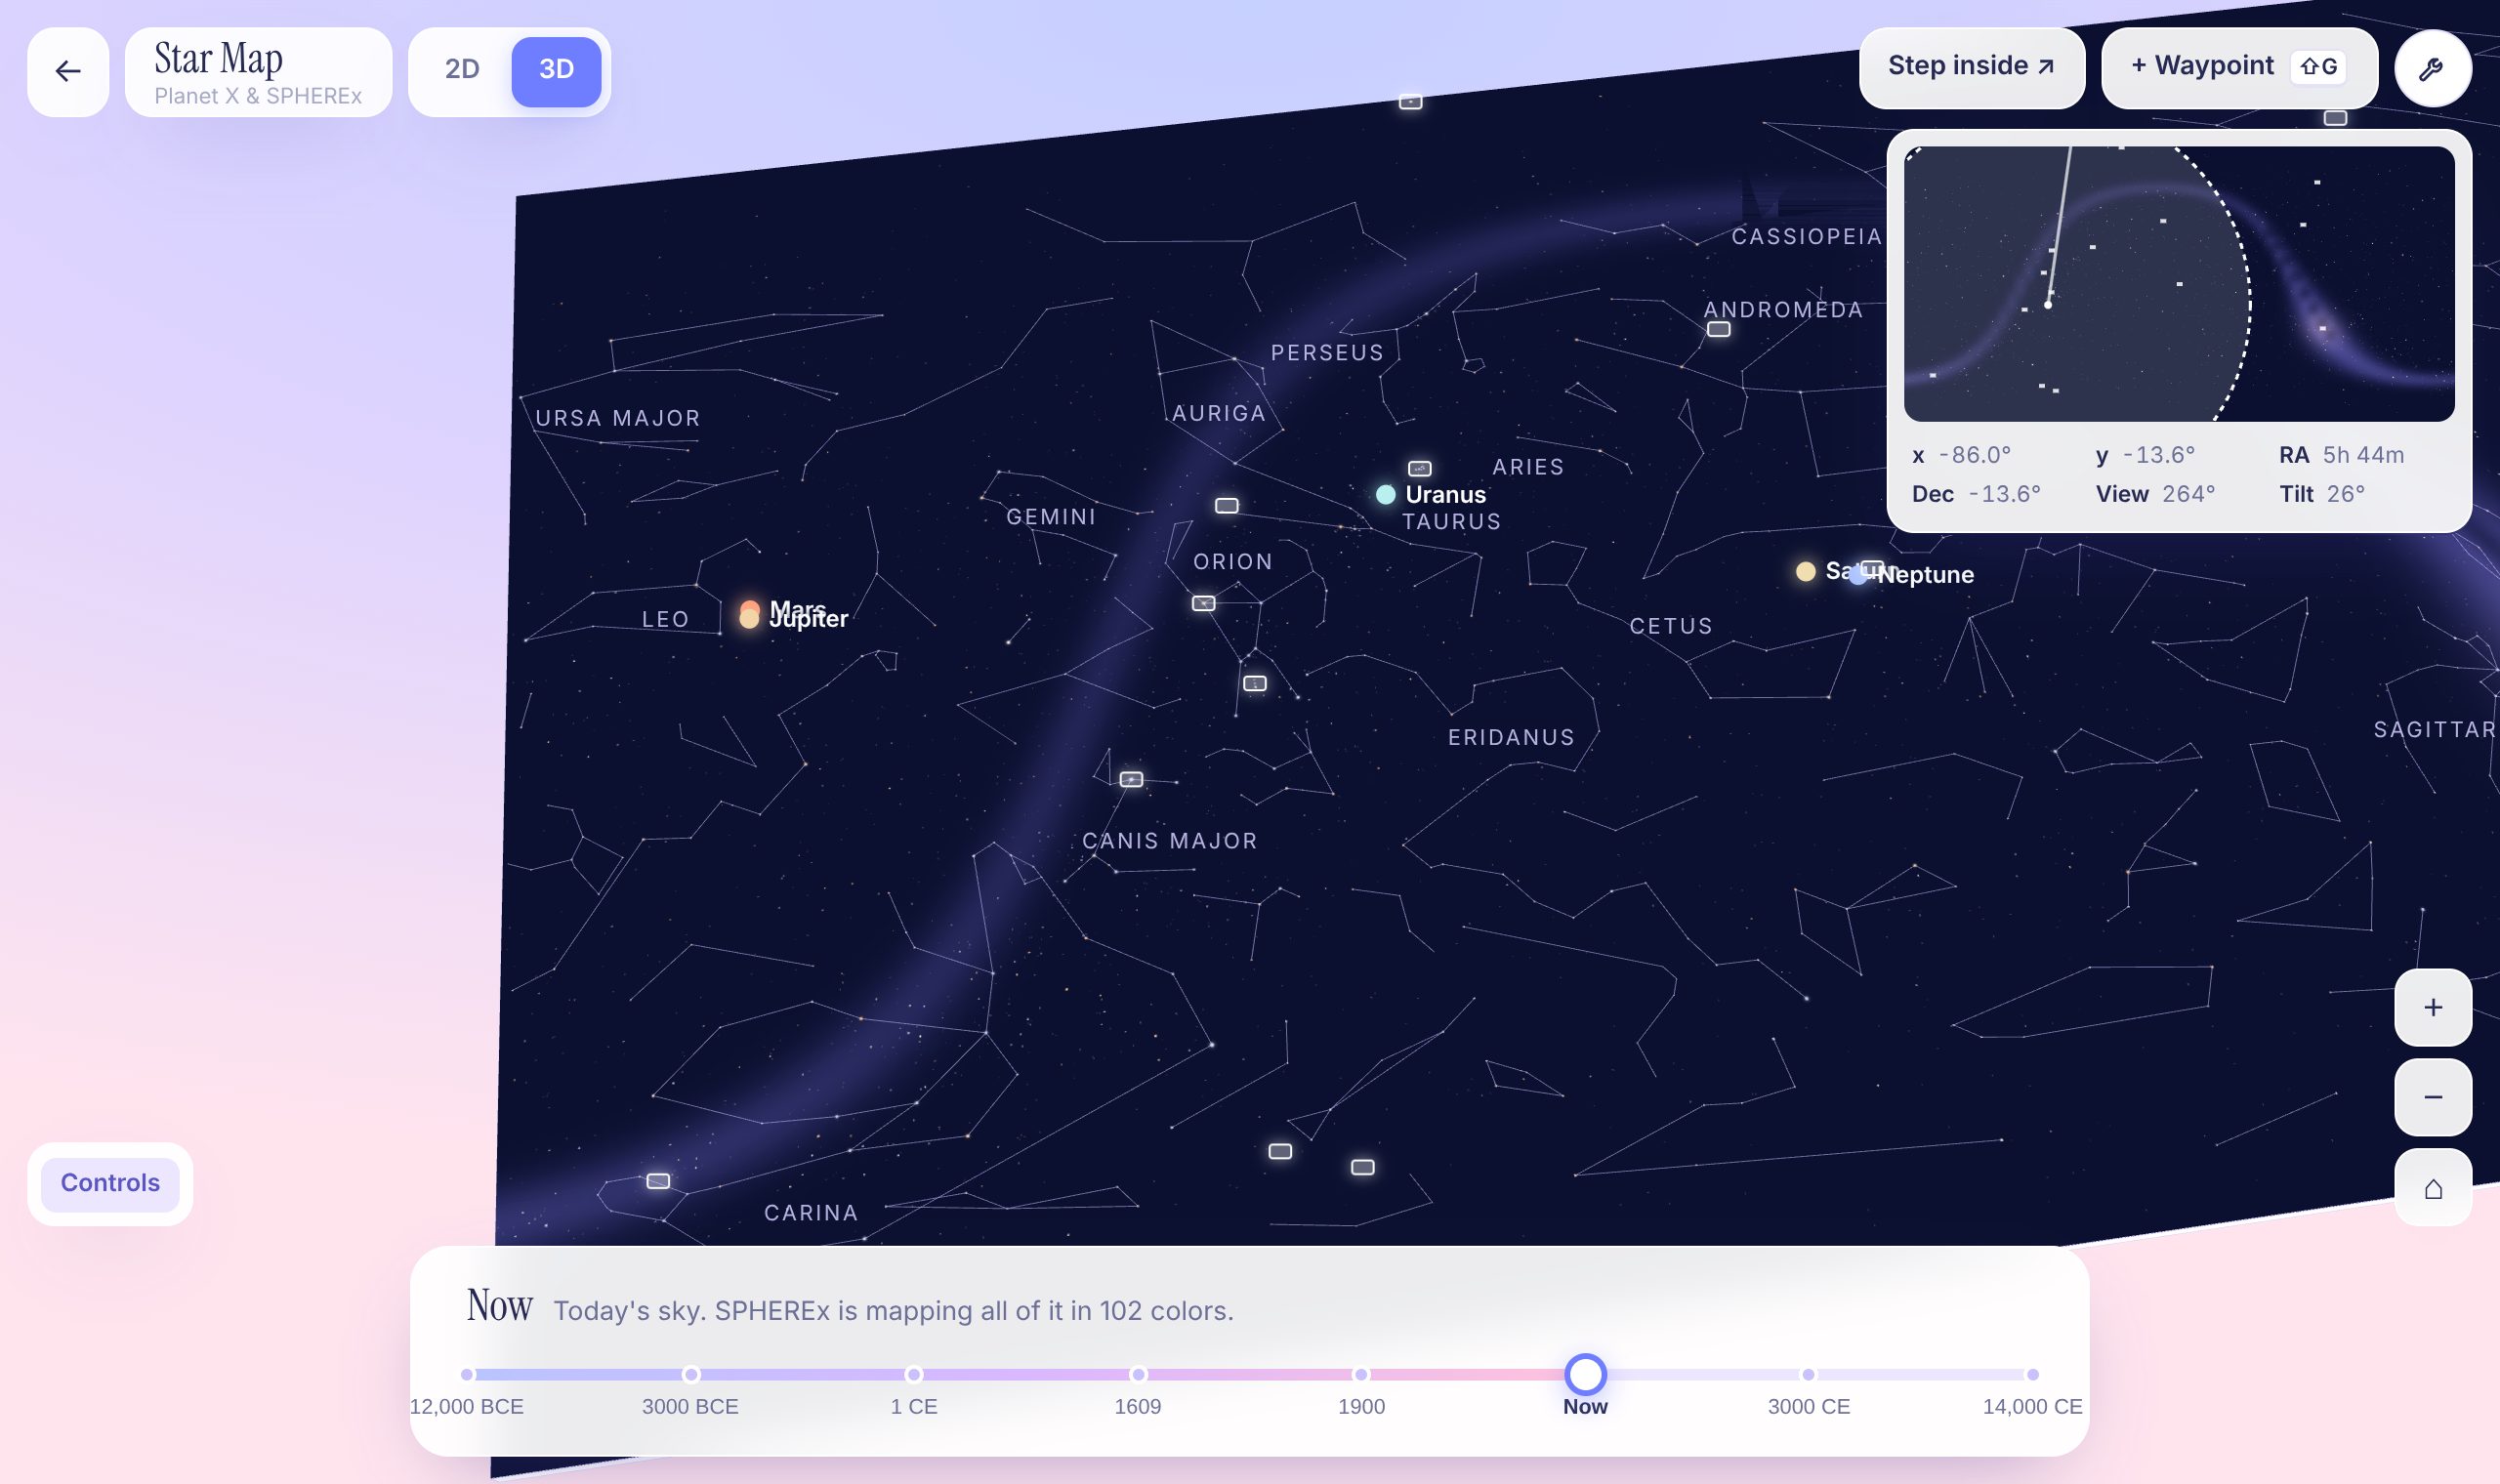 Star Map
Planet X & SPHEREx
2D
3D
Step inside ↗
+ Waypoint ⇧G
CASSIOPEIA
ANDROMEDA
PERSEUS
AURIGA
URSA MAJOR
ARIES
Uranus
TAURUS
GEMINI
ORION
x -86.0° y -13.6° RA 5h 44m
Dec -13.6° View 264° Tilt 26°
Saturn
Neptune
Mars
Jupiter
LEO
CETUS
ERIDANUS
SAGITTAR
CANIS MAJOR
CARINA
+
−
Controls
Now Today's sky. SPHEREx is mapping all of it in 102 colors.
12,000 BCE 3000 BCE 1 CE 1609 1900 Now 3000 CE 14,000 CE